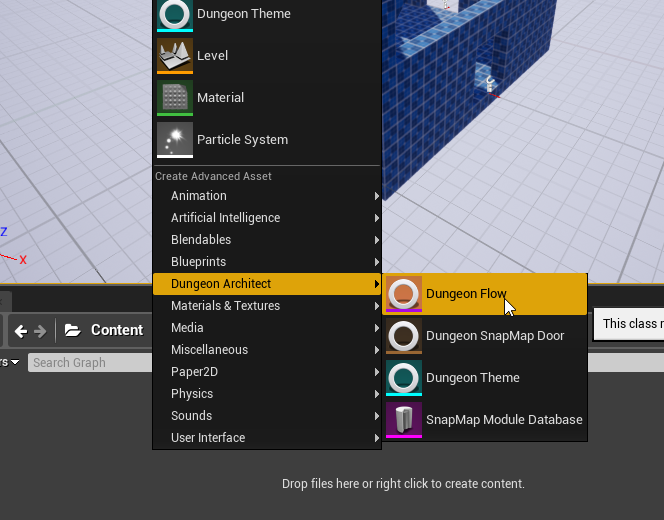 Dungeon Theme
Level
Material
Particle System
Create Advanced Asset
Animation
Artificial Intelligence
Blendables
Blueprints
Dungeon Architect
Materials & Textures
Media
Miscellaneous
Paper2D
Physics
Sounds
User Interface
Dungeon Flow
Dungeon SnapMap Door
Dungeon Theme
SnapMap Module Database
This class
Z
X
Content
Search Graph
Drop files here or right click to create content.